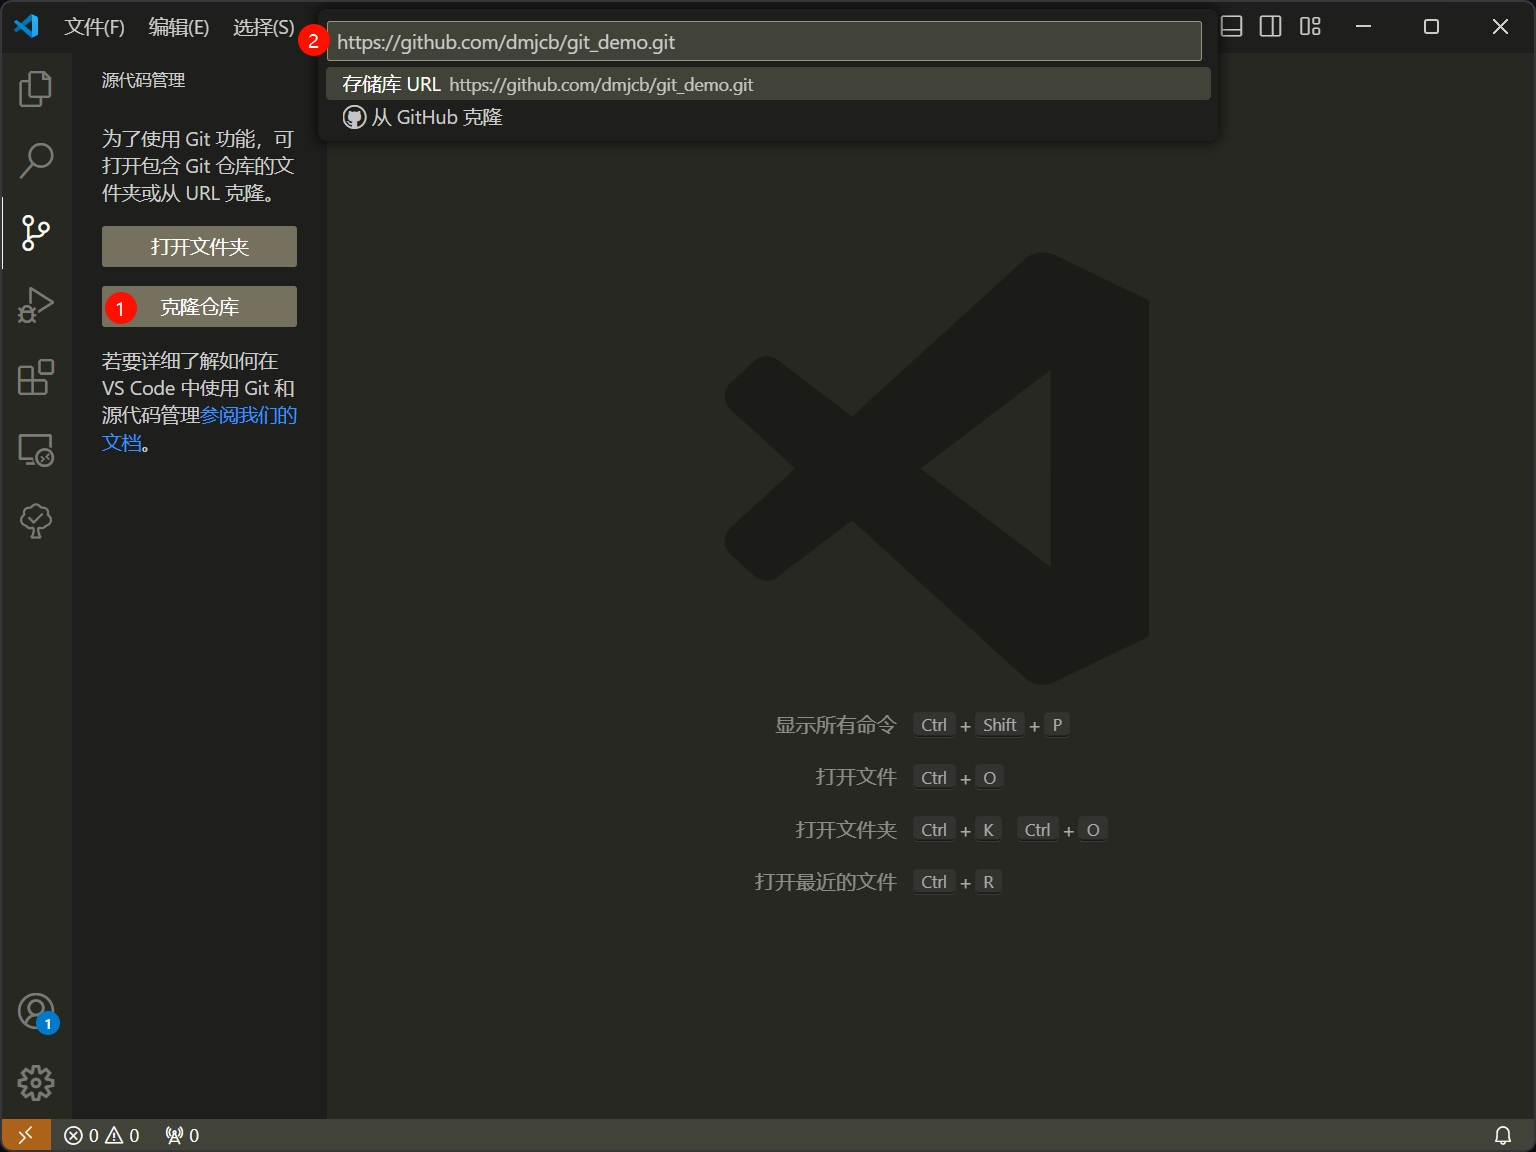 文件(F) 编辑(E) 选择(S)
2 https://github.com/dmjcb/git_demo.git
存储库 URL https://github.com/dmjcb/git_demo.git
从 GitHub 克隆
源代码管理
为了使用 Git 功能，可
打开包含 Git 仓库的文
件夹或从 URL 克隆。
打开文件夹
1 克隆仓库
若要详细了解如何在
VS Code 中使用 Git 和
源代码管理参阅我们的
文档。
显示所有命令 Ctrl + Shift + P
打开文件 Ctrl + O
打开文件夹 Ctrl + K Ctrl + O
打开最近的文件 Ctrl + R
1
0 0 0